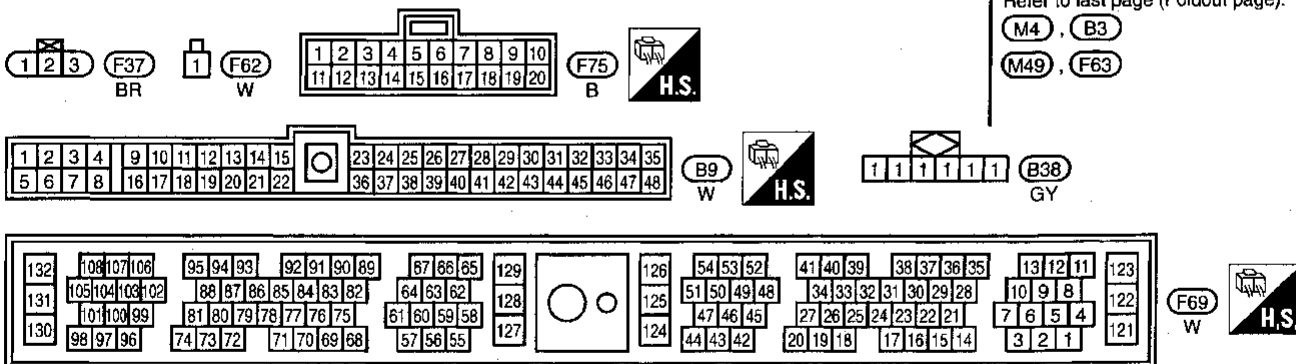 Refer to last page (Foldout page).
M4 , B3
M49 , F63
1 2 3 F37
BR
1 F62
W
1 2 3 4 5 6 7 8 9 10
11 12 13 14 15 16 17 18 19 20
F75
B
H.S.
1 2 3 4 9 10 11 12 13 14 15 23 24 25 26 27 28 29 30 31 32 33 34 35
5 6 7 8 16 17 18 19 20 21 22 36 37 38 39 40 41 42 43 44 45 46 47 48
B9
W
H.S.
1 1 1 1 1 1 B38
GY
132 108 107 106 95 94 93 92 91 90 89 67 66 65 129 126 54 53 52 41 40 39 38 37 36 35 13 12 11 123
131 105 104 103 102 88 87 86 85 84 83 82 64 63 62 128 125 51 50 49 48 34 33 32 31 30 29 28 10 9 8 122
101 100 99 81 80 79 78 77 76 75 61 60 59 58 47 46 45 27 26 25 24 23 22 21 7 6 5 4
130 98 97 96 74 73 72 71 70 69 68 57 56 55 127 124 44 43 42 20 19 18 17 16 15 14 3 2 1 121
F69
W
H.S.